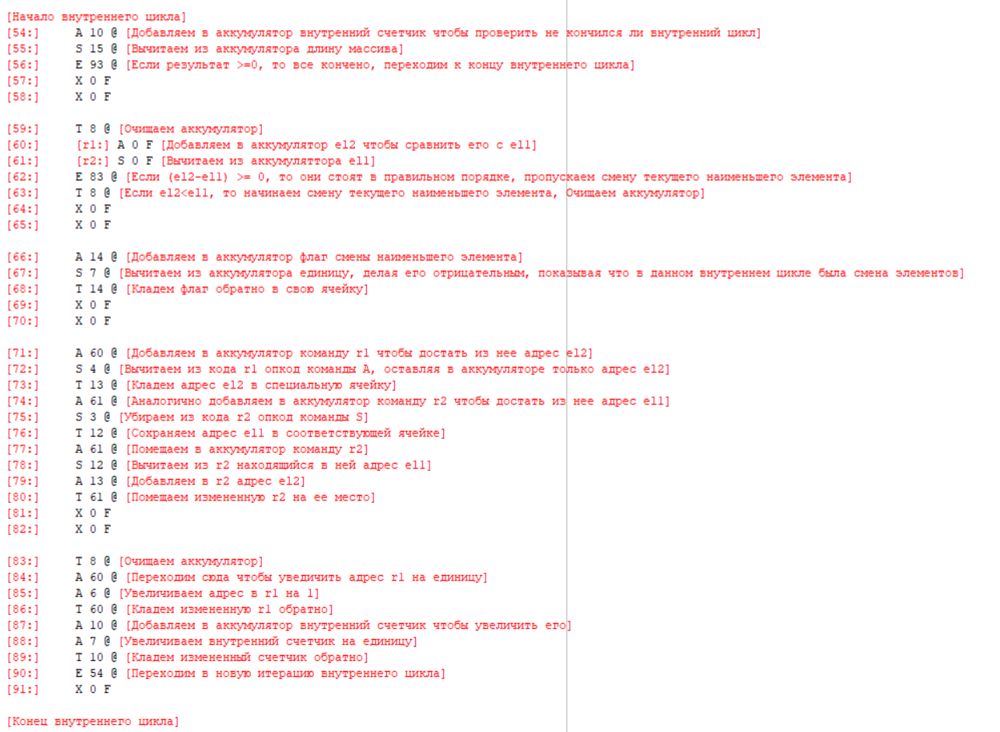 [Начало внутреннего цикла]
[54:] A 10 @ [Добавляем в аккумулятор внутренний счетчик чтобы проверить не кончился ли внутренний цикл]
[55:] S 15 @ [Вычитаем из аккумулятора длину массива]
[56:] E 93 @ [Если результат >=0, то все кончено, переходим к концу внутреннего цикла]
[57:] X 0 F
[58:] X 0 F
[59:] T 8 @ [Очищаем аккумулятор]
[60:] [r1:] A 0 F [Добавляем в аккумулятор el2 чтобы сравнить его с el1]
[61:] [r2:] S 0 F [Вычитаем из аккумуляттора el1]
[62:] E 83 @ [Если (el2-el1) >= 0, то они стоят в правильном порядке, пропускаем смену текущего наименьшего элемента]
[63:] T 8 @ [Если el2<el1, то начинаем смену текущего наименьшего элемента, Очищаем аккумулятор]
[64:] X 0 F
[65:] X 0 F
[66:] A 14 @ [Добавляем в аккумулятор флаг смены наименьшего элемента]
[67:] S 7 @ [Вычитаем из аккумулятора единицу, делая его отрицательным, показывая что в данном внутреннем цикле была смена элементов]
[68:] T 14 @ [Кладем флаг обратно в свою ячейку]
[69:] X 0 F
[70:] X 0 F
[71:] A 60 @ [Добавляем в аккумулятор команду r1 чтобы достать из нее адрес el2]
[72:] S 4 @ [Вычитаем из кода r1 опкод команды A, оставляя в аккумуляторе только адрес el2]
[73:] T 13 @ [Кладем адрес el2 в специальную ячейку]
[74:] A 61 @ [Аналогично добавляем в аккумулятор команду r2 чтобы достать из нее адрес el1]
[75:] S 3 @ [Убираем из кода r2 опкод команды S]
[76:] T 12 @ [Сохраняем адрес el1 в соответствующей ячейке]
[77:] A 61 @ [Помещаем в аккумулятор команду r2]
[78:] S 12 @ [Вычитаем из r2 находящийся в ней адрес el1]
[79:] A 13 @ [Добавляем в r2 адрес el2]
[80:] T 61 @ [Помещаем измененную r2 на ее место]
[81:] X 0 F
[82:] X 0 F
[83:] T 8 @ [Очищаем аккумулятор]
[84:] A 60 @ [Переходим сюда чтобы уведичить адрес r1 на единицу]
[85:] A 6 @ [Увеличиваем адрес в r1 на 1]
[86:] T 60 @ [Кладем измененную r1 обратно]
[87:] A 10 @ [Добавляем в аккумулятор внутренний счетчик чтобы увеличить его]
[88:] A 7 @ [Увеличиваем внутренний счетчик на единицу]
[89:] T 10 @ [Кладем измененный счетчик обратно]
[90:] E 54 @ [Переходим в новую итерацию внутреннего цикла]
[91:] X 0 F
[Конец внутреннего цикла]